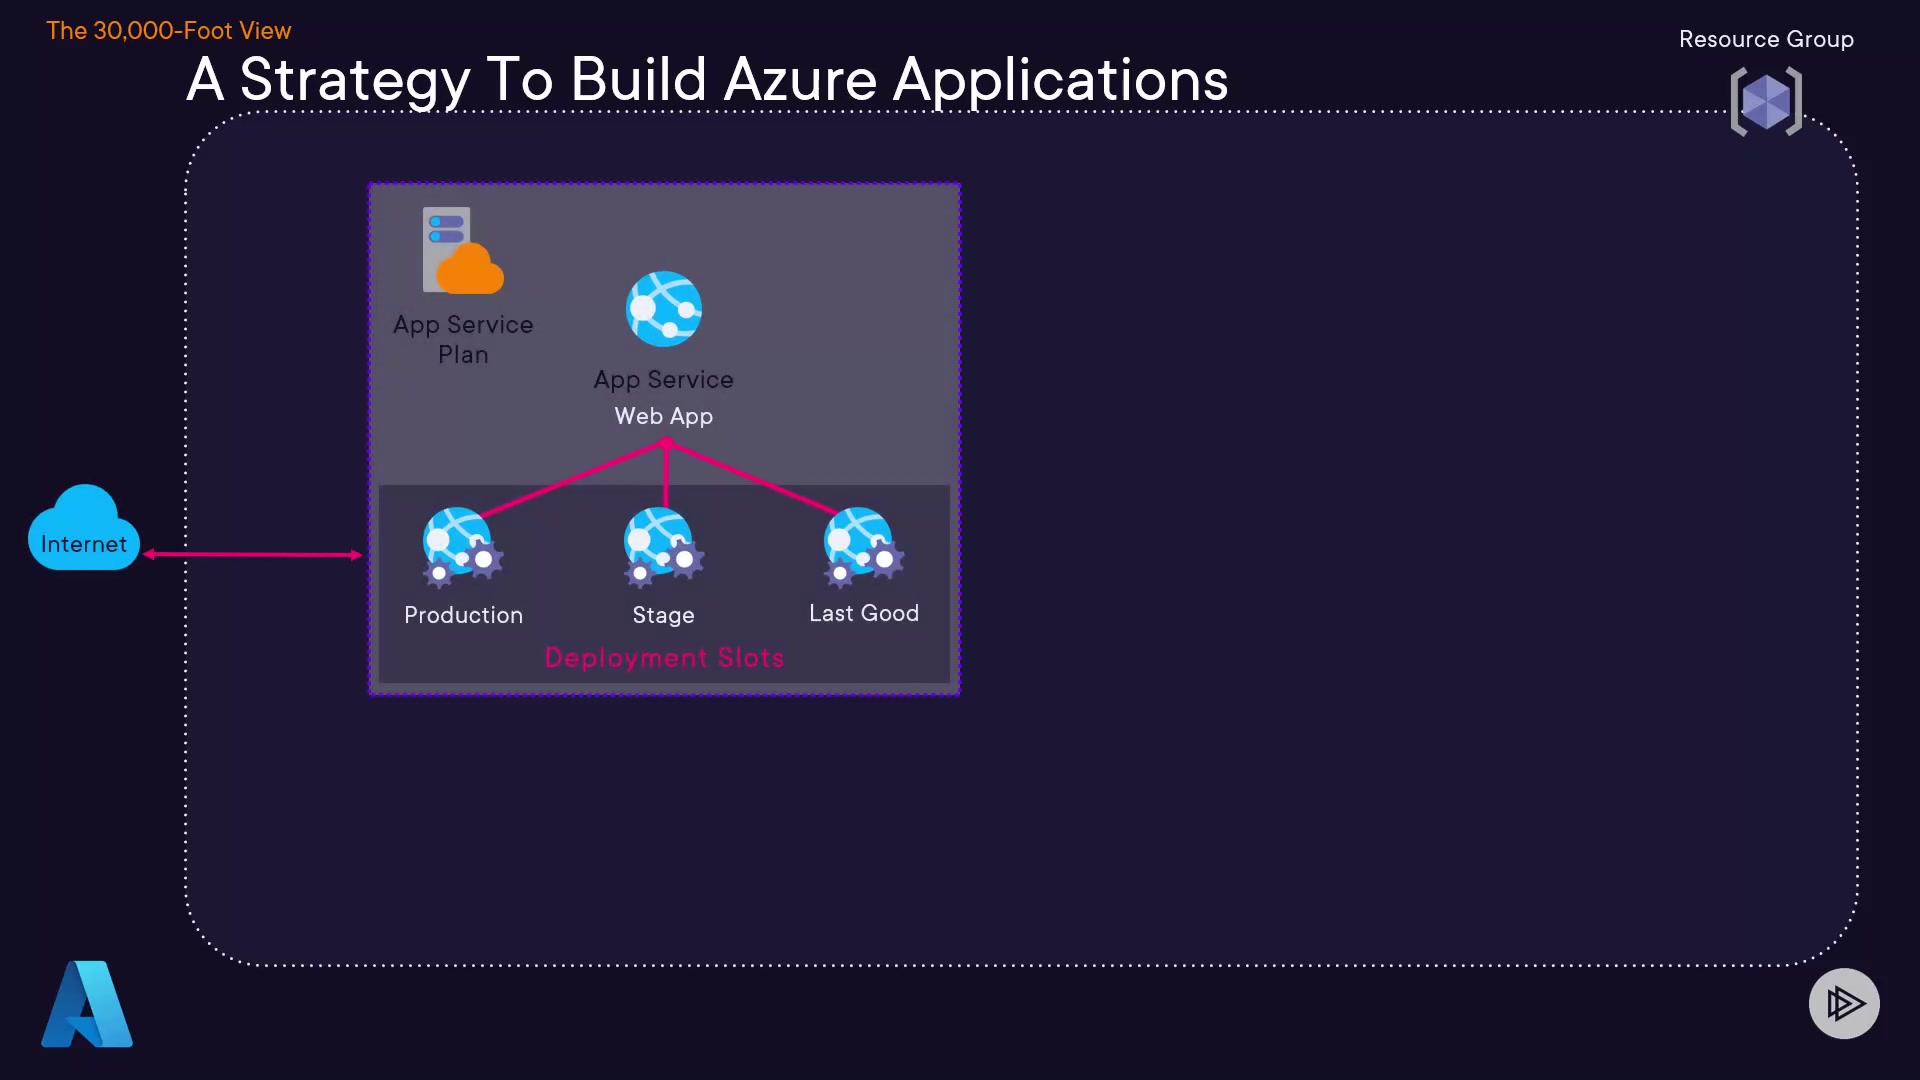 The 30,000-Foot View
A Strategy To Build Azure Applications
Resource Group
App Service
Plan
App Service
Web App
Internet
Production
Stage
Last Good
Deployment Slots